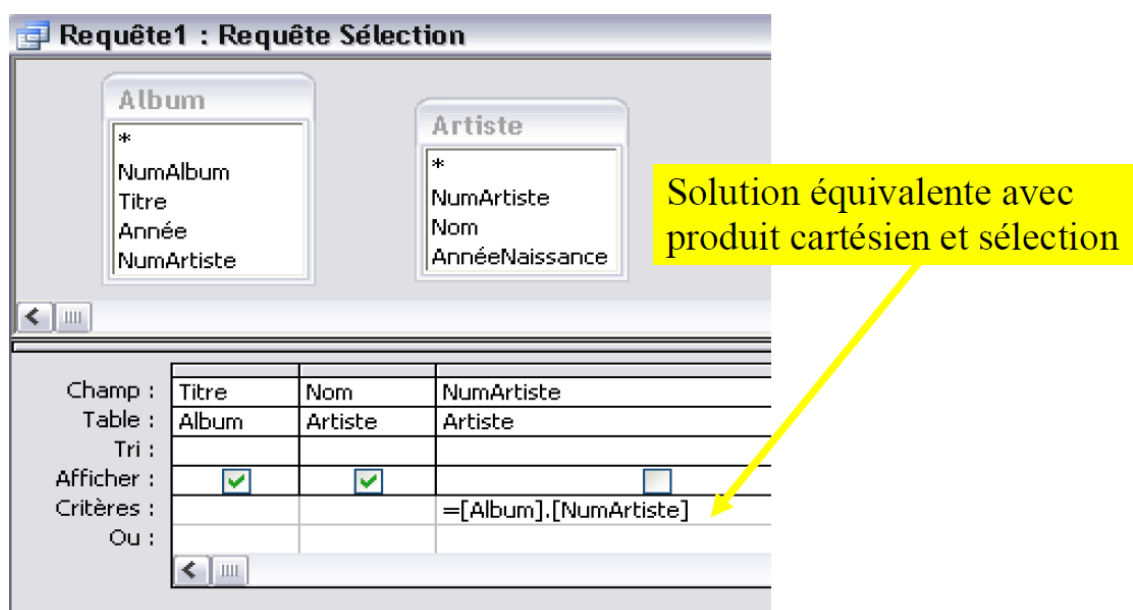 Requête1 : Requête Sélection
Album
*
NumAlbum
Titre
Année
NumArtiste
Artiste
*
NumArtiste
Nom
AnnéeNaissance
Solution équivalente avec
produit cartésien et sélection
Champ : Titre Nom NumArtiste
Table : Album Artiste Artiste
Tri :
Afficher :
Critères : =[Album].[NumArtiste]
Ou :